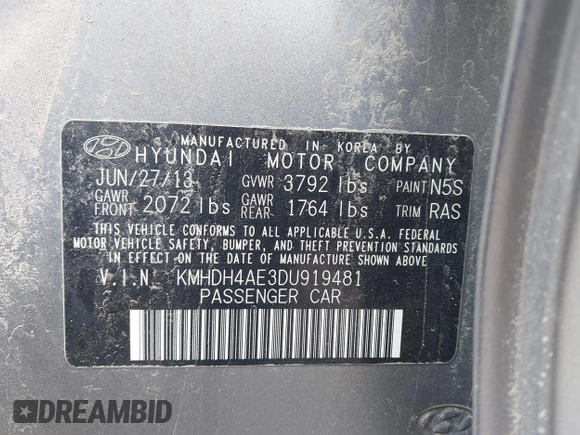 MANUFACTURED IN KOREA BY
HYUNDAI MOTOR COMPANY
JUN/27/13 GVWR 3792 lbs PAINT N5S
GAWR FRONT 2072 lbs GAWR REAR 1764 lbs TRIM RAS
THIS VEHICLE CONFORMS TO ALL APPLICABLE U.S.A. FEDERAL
MOTOR VEHICLE SAFETY, BUMPER, AND THEFT PREVENTION STANDARDS
IN EFFECT ON THE DATE OF MANUFACTURE SHOWN ABOVE
V.I.N. KMHDH4AE3DU919481
PASSENGER CAR
DREAMBID